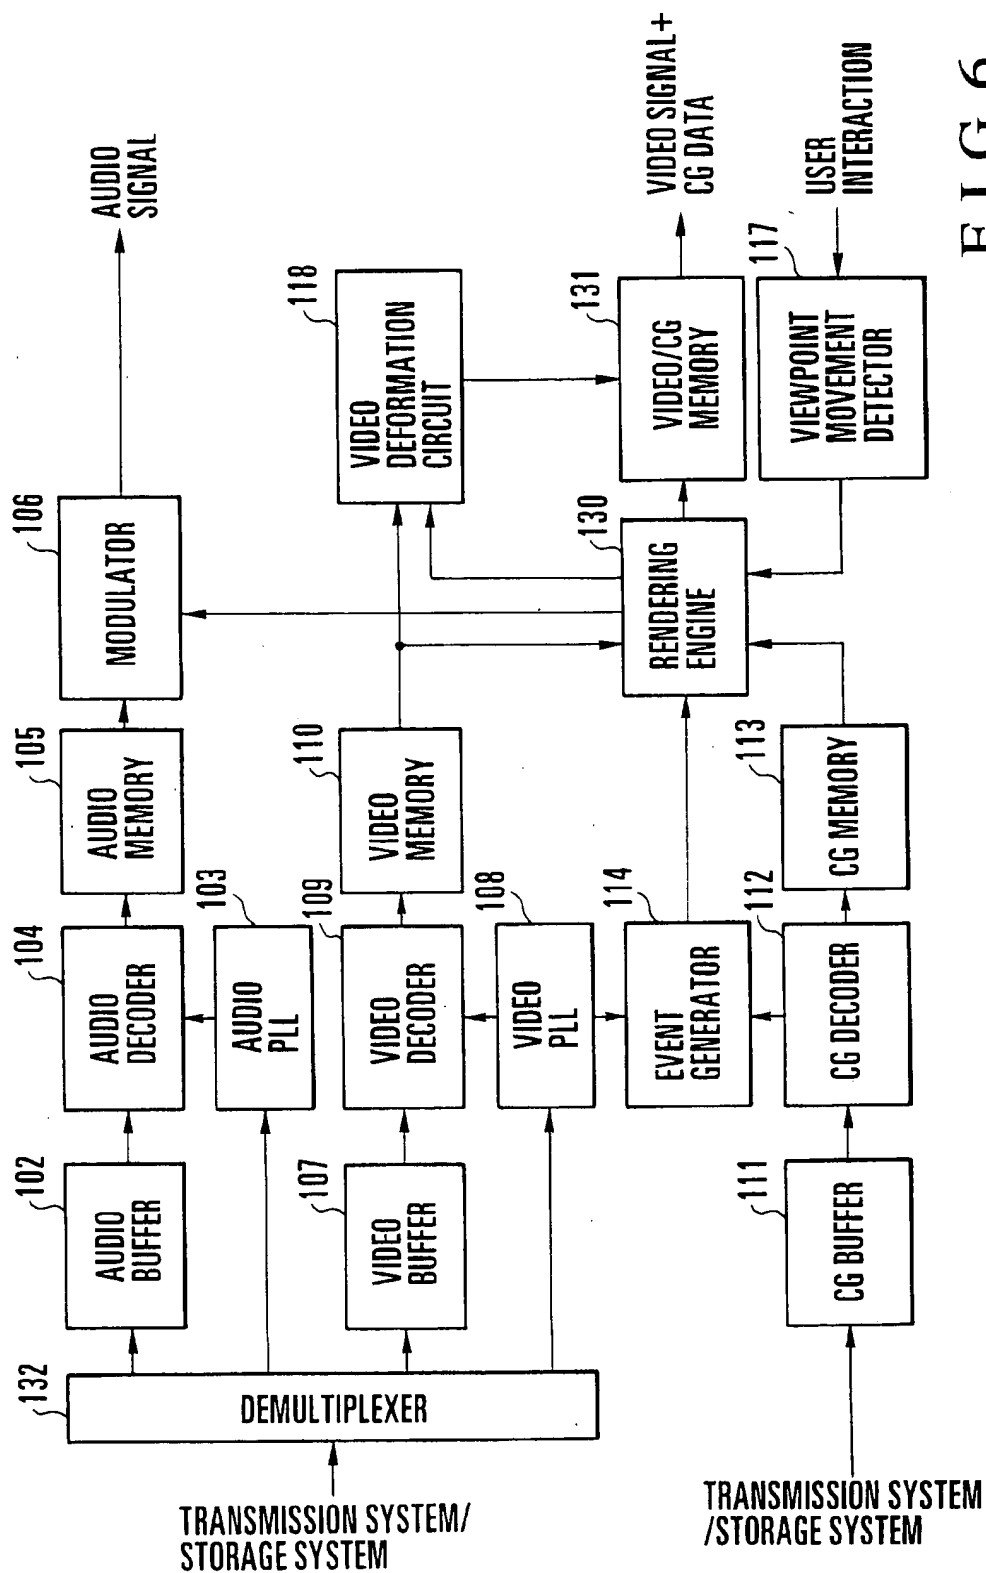 TRANSMISSION SYSTEM/
STORAGE SYSTEM
132
DEMULTIPLEXER
102
AUDIO
BUFFER
104
AUDIO
DECODER
105
AUDIO
MEMORY
106
MODULATOR
AUDIO
SIGNAL
103
AUDIO
PLL
107
VIDEO
BUFFER
109
VIDEO
DECODER
110
VIDEO
MEMORY
118
VIDEO
DEFORMATION
CIRCUIT
108
VIDEO
PLL
114
EVENT
GENERATOR
130
RENDERING
ENGINE
131
VIDEO/CG
MEMORY
VIDEO SIGNAL+
CG DATA
TRANSMISSION SYSTEM
/STORAGE SYSTEM
111
CG BUFFER
112
CG DECODER
113
CG MEMORY
117
VIEWPOINT
MOVEMENT
DETECTOR
USER
INTERACTION
FIG.6